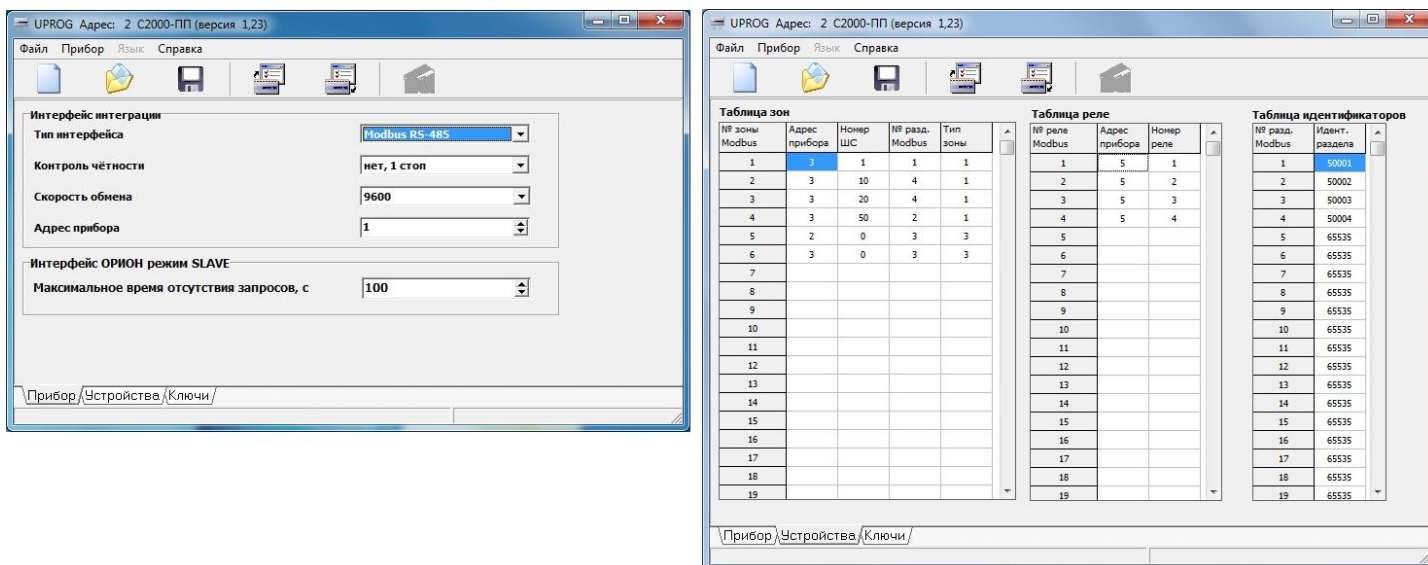 UPROG Адрес: 2 С2000-ПП (версия 1,23)
Файл Прибор Язык Справка
Интерфейс интеграции
Тип интерфейса Modbus RS-485
Контроль чётности нет, 1 стоп
Скорость обмена 9600
Адрес прибора 1
Интерфейс ОРИОН режим SLAVE
Максимальное время отсутствия запросов, с 100
Прибор Устройства Ключи
UPROG Адрес: 2 С2000-ПП (версия 1,23)
Файл Прибор Язык Справка
Таблица зон
№ зоны Адрес Номер № разд. Тип
Modbus прибора ШС Modbus зоны
1 3 1 1 1
2 3 10 4 1
3 3 20 4 1
4 3 50 2 1
5 2 0 3 3
6 3 0 3 3
7
8
9
10
11
12
13
14
15
16
17
18
19
Таблица реле
№ реле Адрес Номер
Modbus прибора реле
1 5 1
2 5 2
3 5 3
4 5 4
5
6
7
8
9
10
11
12
13
14
15
16
17
18
19
Таблица идентификаторов
№ разд. Идент.
Modbus раздела
1 50001
2 50002
3 50003
4 50004
5 65535
6 65535
7 65535
8 65535
9 65535
10 65535
11 65535
12 65535
13 65535
14 65535
15 65535
16 65535
17 65535
18 65535
19 65535
Прибор Устройства Ключи